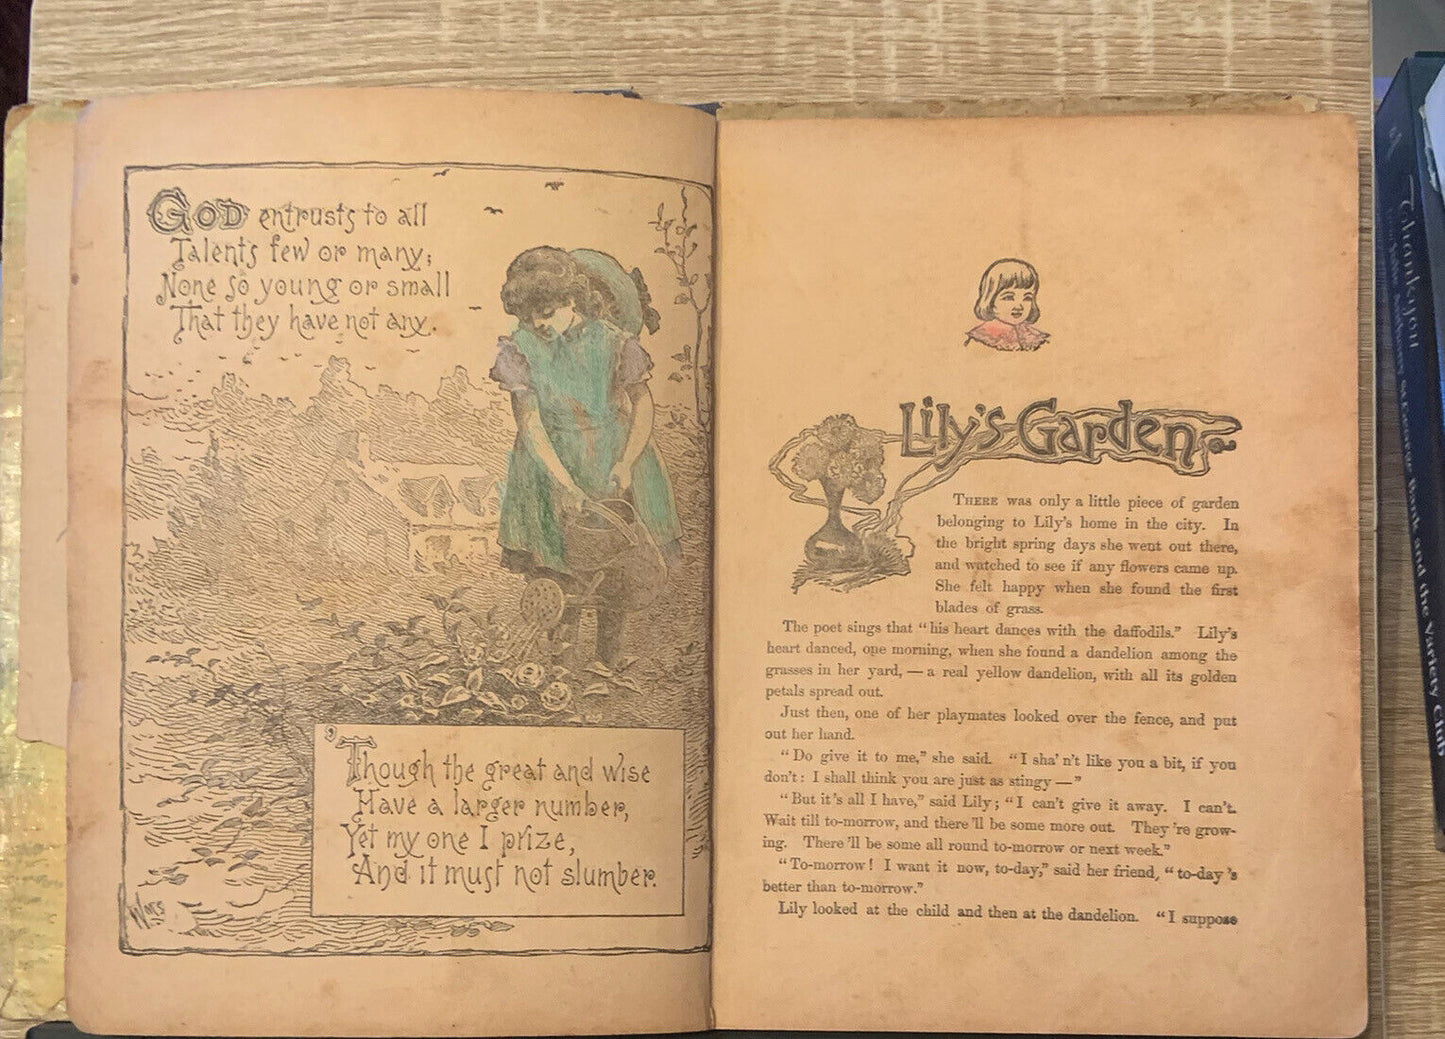 GOD entrusts to all
Talents few or many;
None so young or small
That they have not any.
'Though the great and wise
Have a larger number,
Yet my one I prize,
And it must not slumber.
Lily's Garden
THERE was only a little piece of garden
belonging to Lily's home in the city. In
the bright spring days she went out there,
and watched to see if any flowers came up.
She felt happy when she found the first
blades of grass.
The poet sings that "his heart dances with the daffodils." Lily's
heart danced, one morning, when she found a dandelion among the
grasses in her yard, — a real yellow dandelion, with all its golden
petals spread out.
Just then, one of her playmates looked over the fence, and put
out her hand.
"Do give it to me," she said. "I sha'n't like you a bit, if you
don't: I shall think you are just as stingy —"
"But it's all I have," said Lily; "I can't give it away. I can't.
Wait till to-morrow, and there'll be some more out. They're grow-
ing. There'll be some all round to-morrow or next week."
"To-morrow! I want it now, to-day," said her friend, "to-day's
better than to-morrow."
Lily looked at the child and then at the dandelion. "I suppose
Thankyou
and the Variety Club